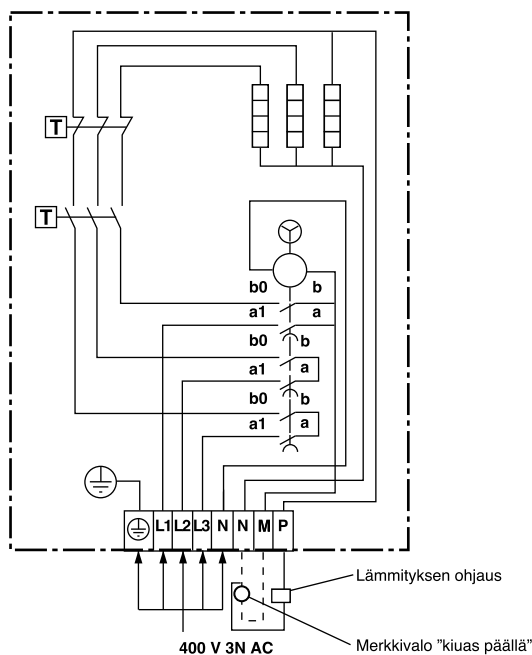 T
T
b0 b
a1 a
b0 b
a1 a
b0 b
a1 a
L1 L2 L3 N N M P
Lämmityksen ohjaus
400 V 3N AC
Merkkivalo ”kiuas päällä”